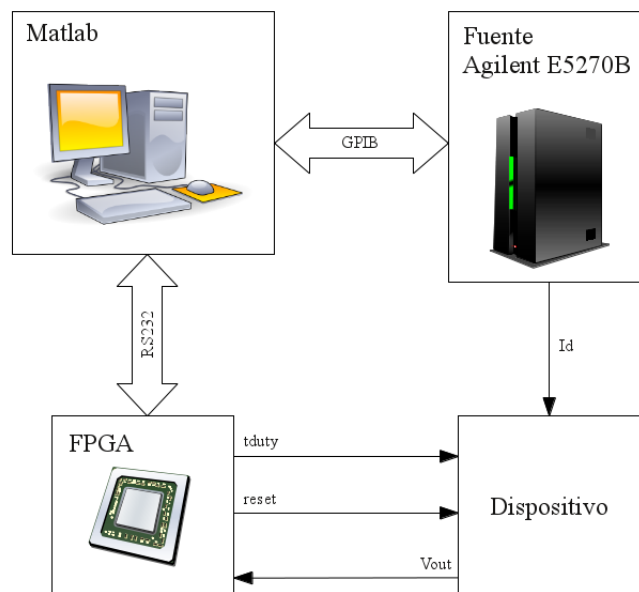 Matlab
Fuente
Agilent E5270B
GPIB
RS232
Id
FPGA
tduty
reset
Vout
Dispositivo